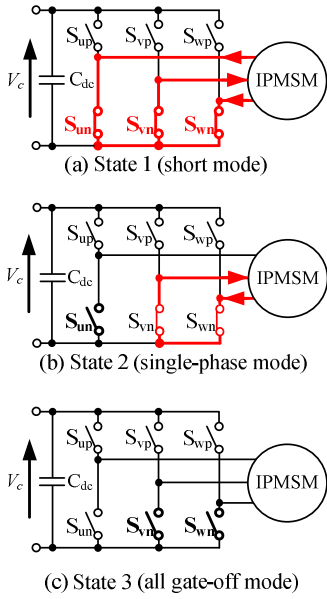 S_up S_vp S_wp
V_c C_dc IPMSM
S_un S_vn S_wn
(a) State 1 (short mode)
S_up S_vp S_wp
V_c C_dc IPMSM
S_un S_vn S_wn
(b) State 2 (single-phase mode)
S_up S_vp S_wp
V_c C_dc IPMSM
S_un S_vn S_wn
(c) State 3 (all gate-off mode)